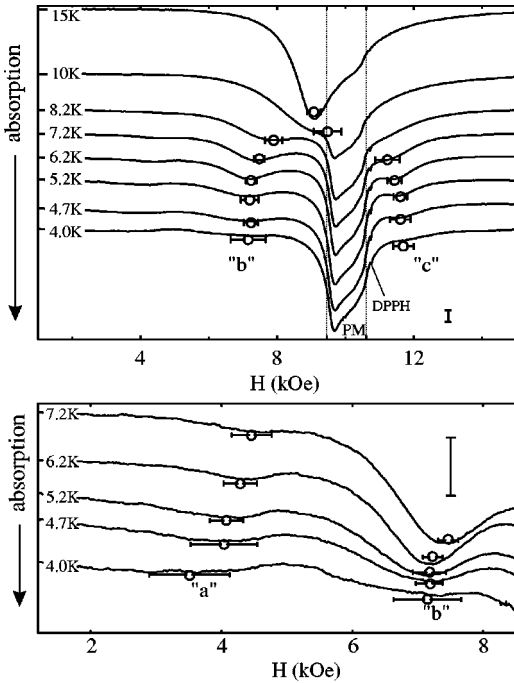 absorption
15K
10K
8.2K
7.2K
6.2K
5.2K
4.7K
4.0K
"b"
"c"
DPPH
PM
4
8
12
H (kOe)
absorption
7.2K
6.2K
5.2K
4.7K
4.0K
"a"
"b"
2
4
6
8
H (kOe)